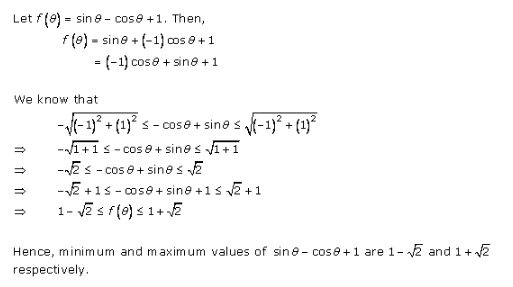 Let f(θ) = sinθ – cosθ + 1. Then,
f(θ) = sinθ + (–1) cosθ + 1
= (–1) cosθ + sinθ + 1
We know that
–√((–1)² + (1)²) ≤ – cosθ + sinθ ≤ √((–1)² + (1)²)
⇒ –√(1+1) ≤ – cosθ + sinθ ≤ √(1+1)
⇒ –√2 ≤ – cosθ + sinθ ≤ √2
⇒ –√2 + 1 ≤ – cosθ + sinθ + 1 ≤ √2 + 1
⇒ 1 – √2 ≤ f(θ) ≤ 1 + √2
Hence, minimum and maximum values of sinθ – cosθ + 1 are 1 – √2 and 1 + √2
respectively.